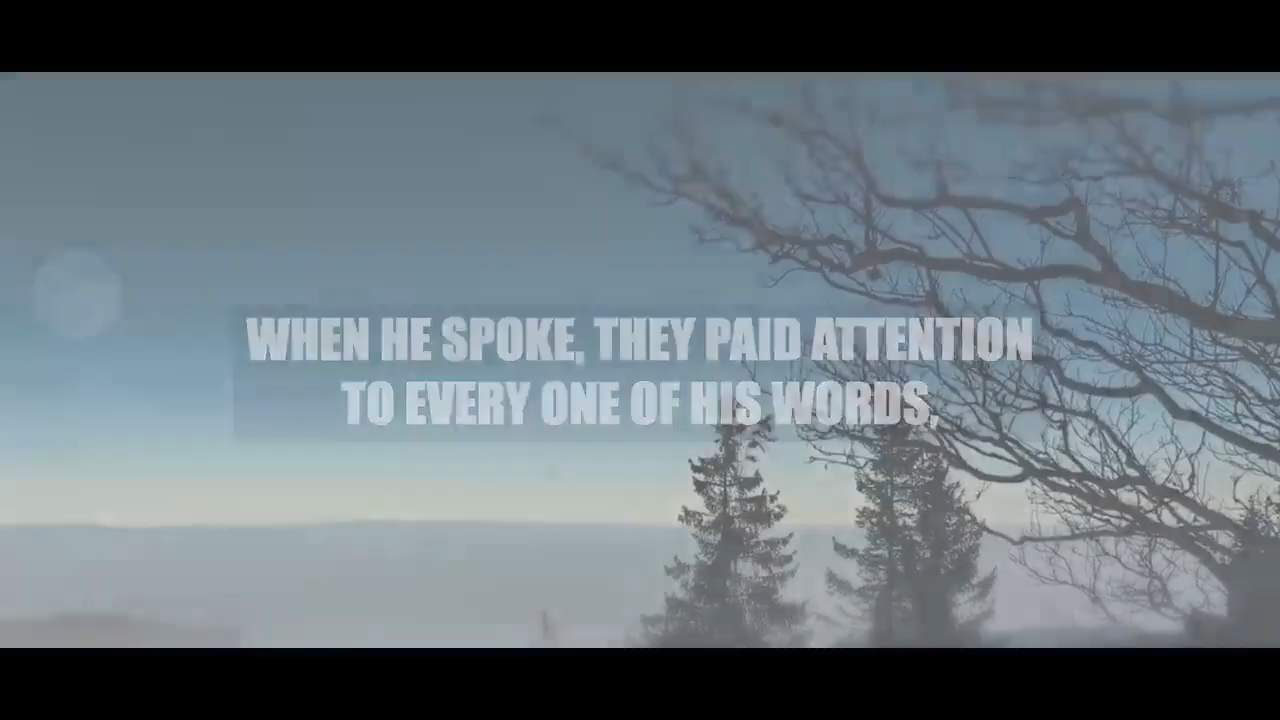 WHEN HE SPOKE, THEY PAID ATTENTION
TO EVERY ONE OF HIS WORDS,